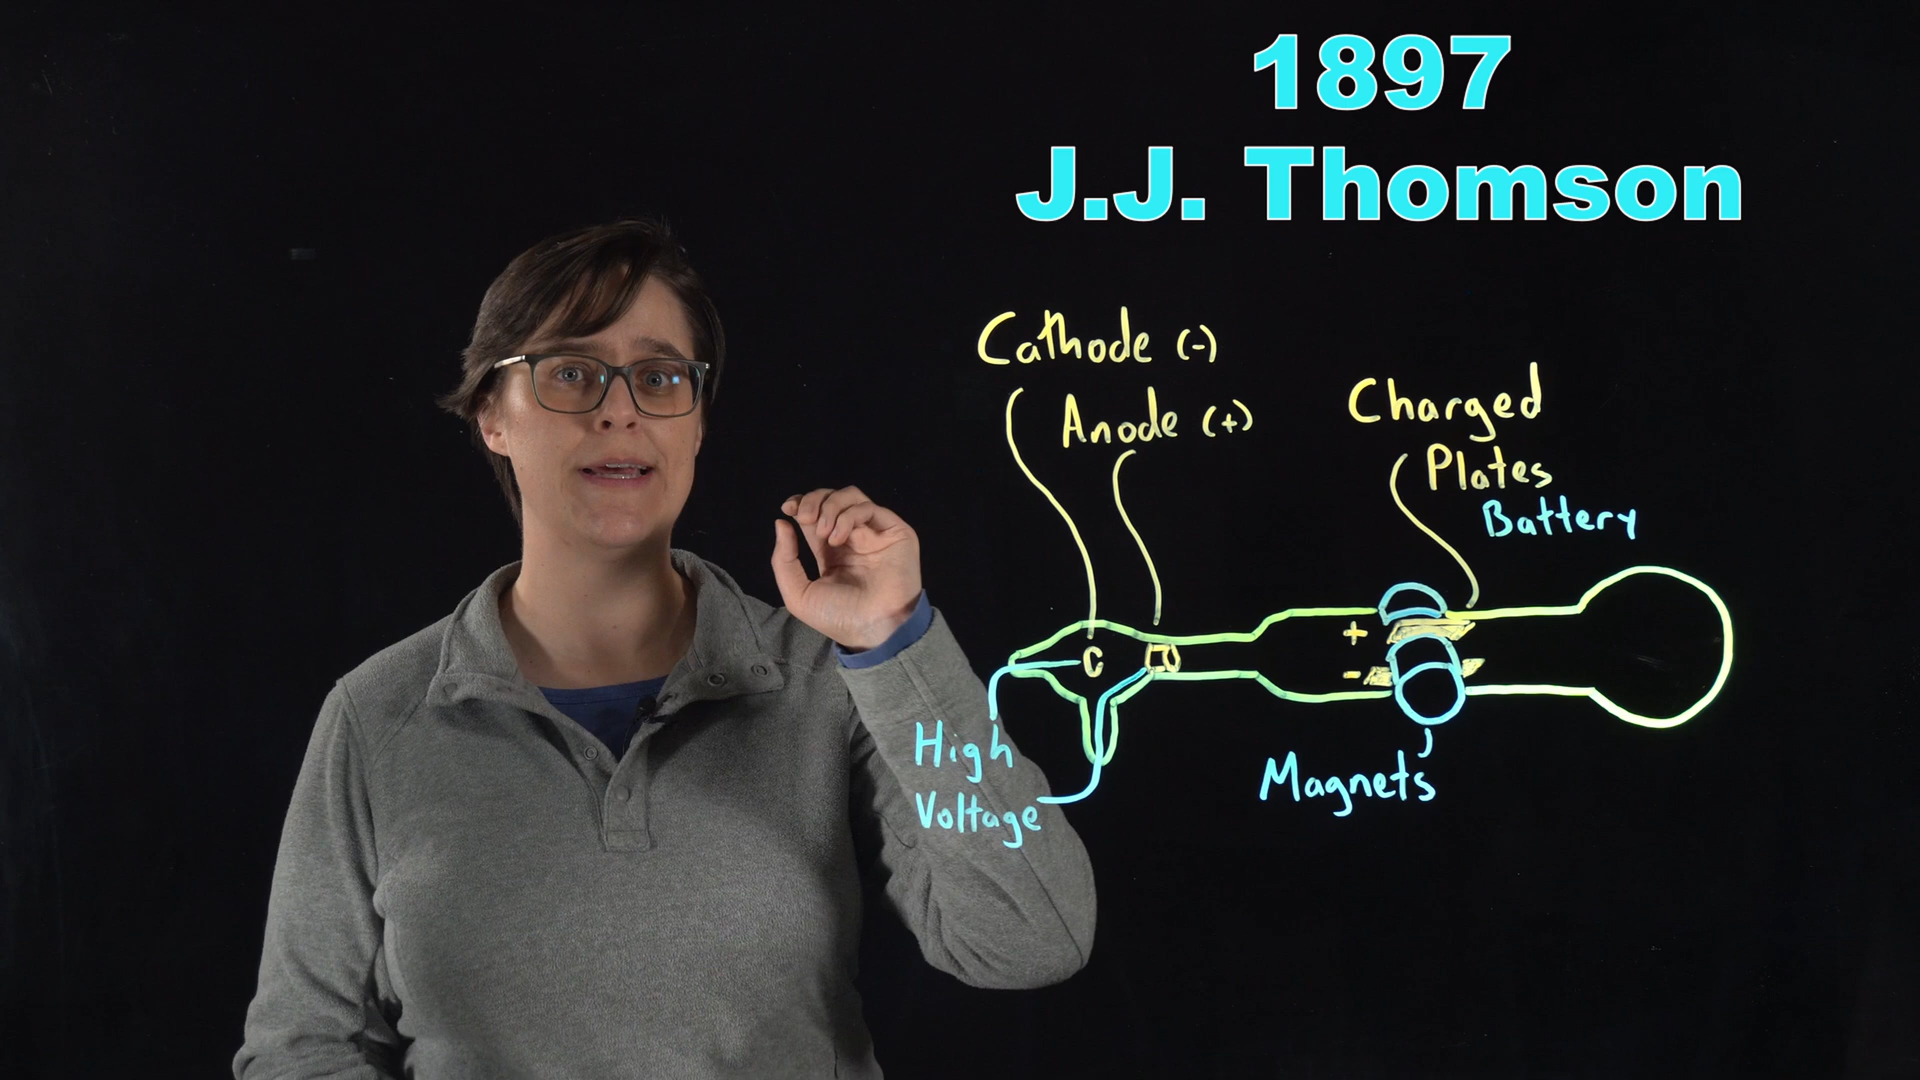 1897
J.J. Thomson
Cathode (-)
Anode (+)
Charged
Plates
Battery
+
-
C
High
Voltage
Magnets